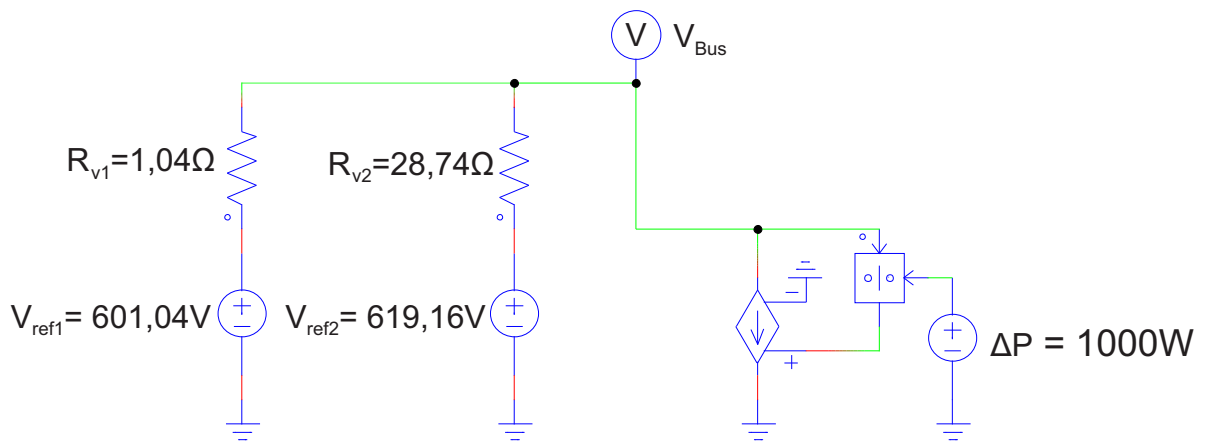 V V_Bus
R_v1=1,04Ω R_v2=28,74Ω
V_ref1= 601,04V V_ref2= 619,16V
ΔP = 1000W